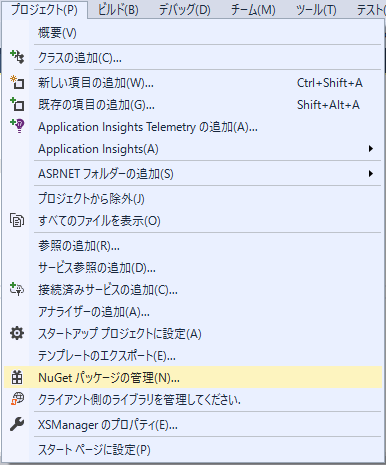 プロジェクト(P) ビルド(B) デバッグ(D) チーム(M) ツール(T) テスト(
概要(V)
クラスの追加(C)...
新しい項目の追加(W)... Ctrl+Shift+A
既存の項目の追加(G)... Shift+Alt+A
Application Insights Telemetry の追加(A)...
Application Insights(A)
ASP.NET フォルダーの追加(S)
プロジェクトから除外(J)
すべてのファイルを表示(O)
参照の追加(R)...
サービス参照の追加(D)...
接続済みサービスの追加(C)...
アナライザーの追加(A)...
スタートアップ プロジェクトに設定(A)
テンプレートのエクスポート(E)...
NuGet パッケージの管理(N)...
クライアント側のライブラリを管理してください.
XSManager のプロパティ(E)...
スタート ページに設定(P)